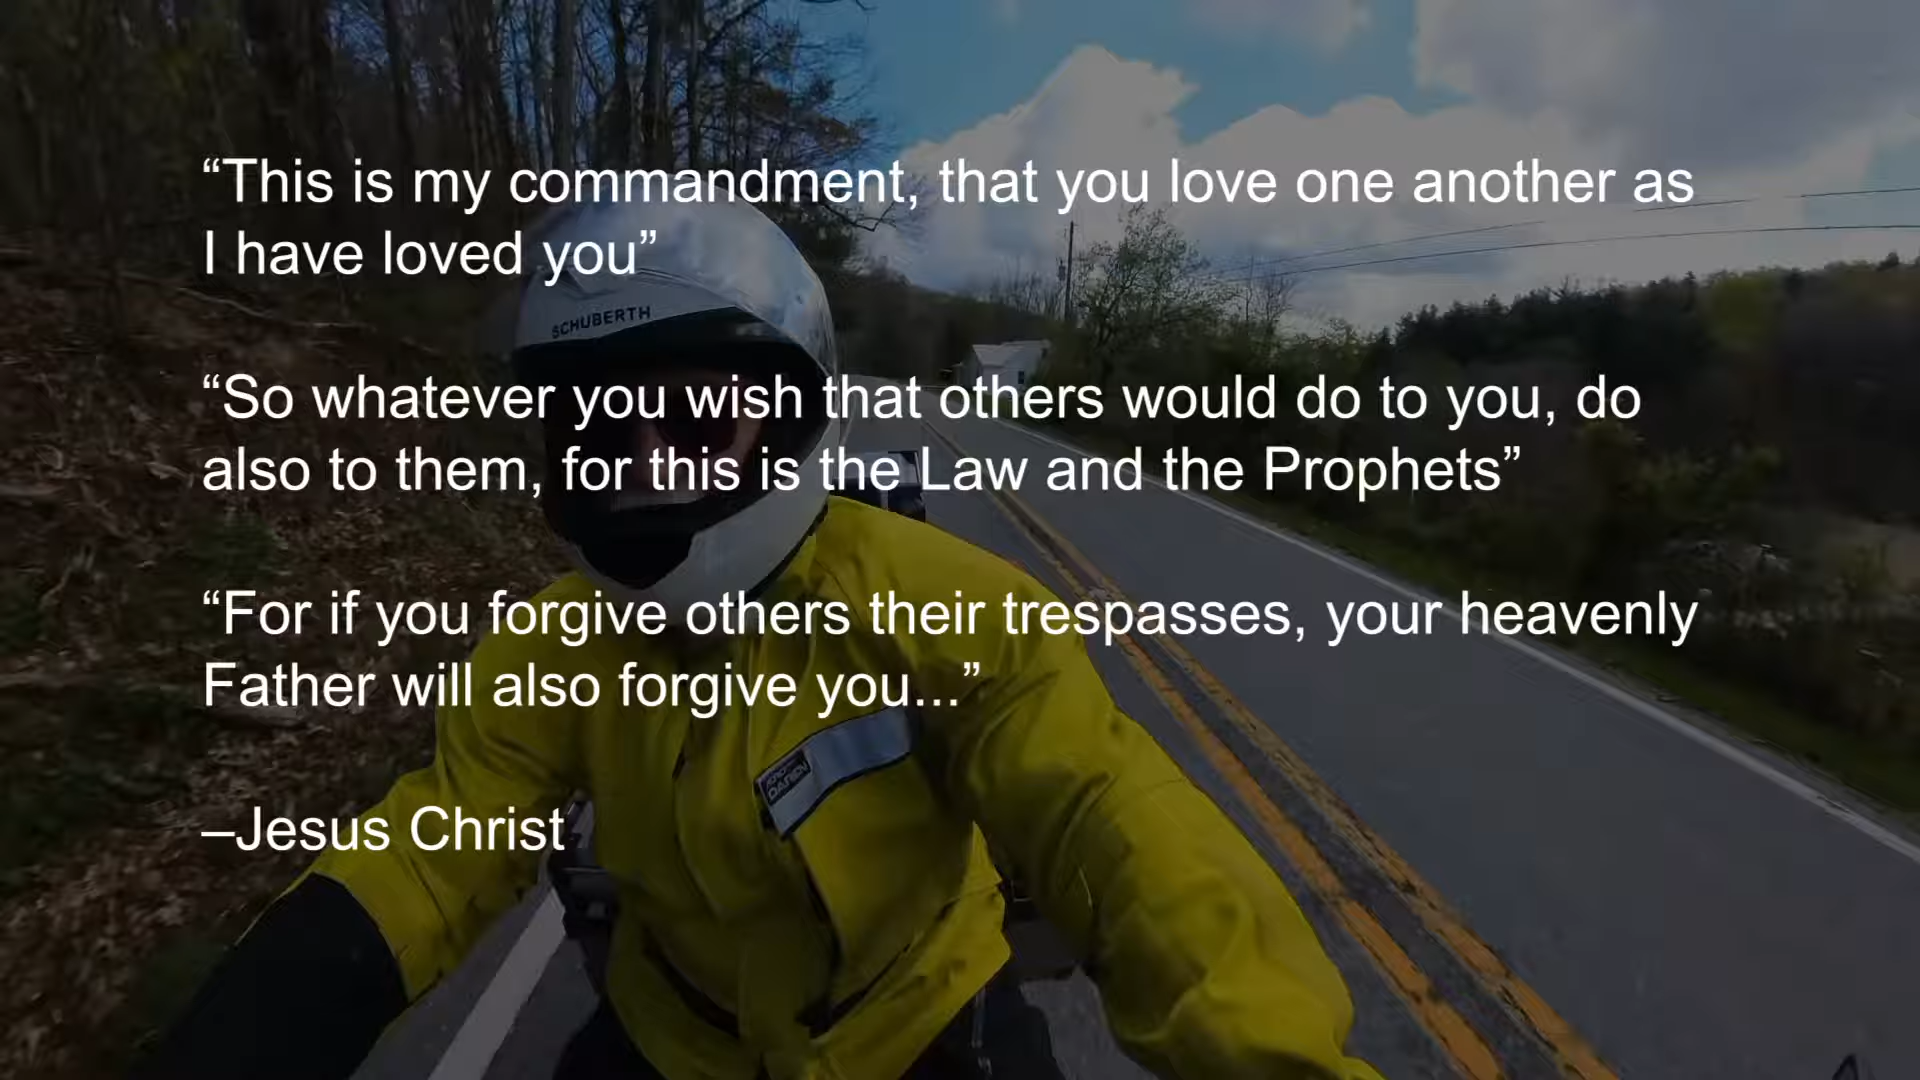 “This is my commandment, that you love one another as
I have loved you”
SCHUBERTH
“So whatever you wish that others would do to you, do
also to them, for this is the Law and the Prophets”
“For if you forgive others their trespasses, your heavenly
Father will also forgive you...”
DARIEN
–Jesus Christ